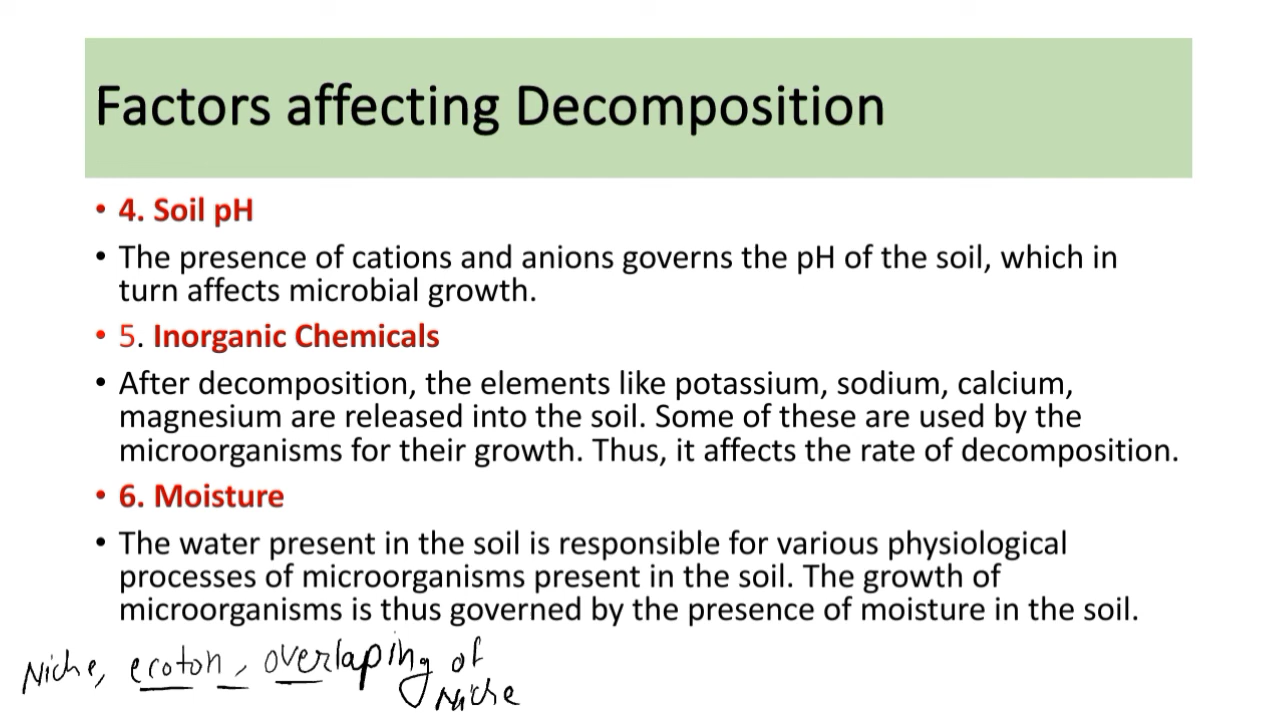 Factors affecting Decomposition
• 4. Soil pH
• The presence of cations and anions governs the pH of the soil, which in
turn affects microbial growth.
• 5. Inorganic Chemicals
• After decomposition, the elements like potassium, sodium, calcium,
magnesium are released into the soil. Some of these are used by the
microorganisms for their growth. Thus, it affects the rate of decomposition.
• 6. Moisture
• The water present in the soil is responsible for various physiological
processes of microorganisms present in the soil. The growth of
microorganisms is thus governed by the presence of moisture in the soil.
Niche, ecoton, overlaping of
Niche